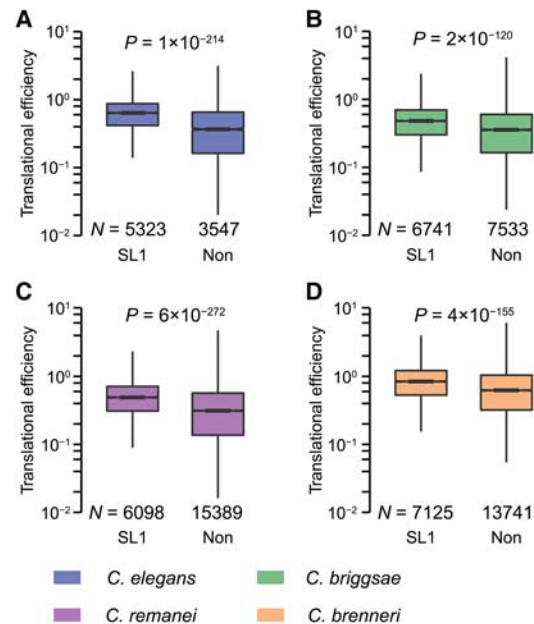 A
Translational efficiency
10¹
10⁰
10⁻¹
10⁻²
P = 1×10⁻²¹⁴
N = 5323 3547
SL1 Non
B
Translational efficiency
10¹
10⁰
10⁻¹
10⁻²
P = 2×10⁻¹²⁰
N = 6741 7533
SL1 Non
C
Translational efficiency
10¹
10⁰
10⁻¹
10⁻²
P = 6×10⁻²⁷²
N = 6098 15389
SL1 Non
D
Translational efficiency
10¹
10⁰
10⁻¹
10⁻²
P = 4×10⁻¹⁵⁵
N = 7125 13741
SL1 Non
C. elegans C. briggsae
C. remanei C. brenneri